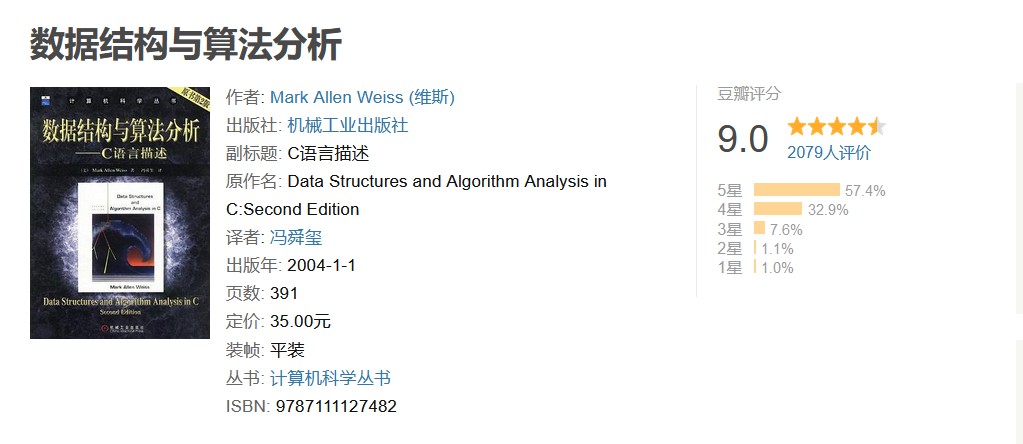 数据结构与算法分析
原书第2版
计算机科学丛书
数据结构与算法分析
——C语言描述
(美) Mark Allen Weiss 著 冯舜玺 译
Data Structures
and
Algorithm Analysis in C
Mark Allen Weiss
Data Structures and Algorithm Analysis in C
Second Edition
机械工业出版社
作者: Mark Allen Weiss (维斯)
出版社: 机械工业出版社
副标题: C语言描述
原作名: Data Structures and Algorithm Analysis in
C:Second Edition
译者: 冯舜玺
出版年: 2004-1-1
页数: 391
定价: 35.00元
装帧: 平装
丛书: 计算机科学丛书
ISBN: 9787111127482
豆瓣评分
9.0
2079人评价
5星 57.4%
4星 32.9%
3星 7.6%
2星 1.1%
1星 1.0%